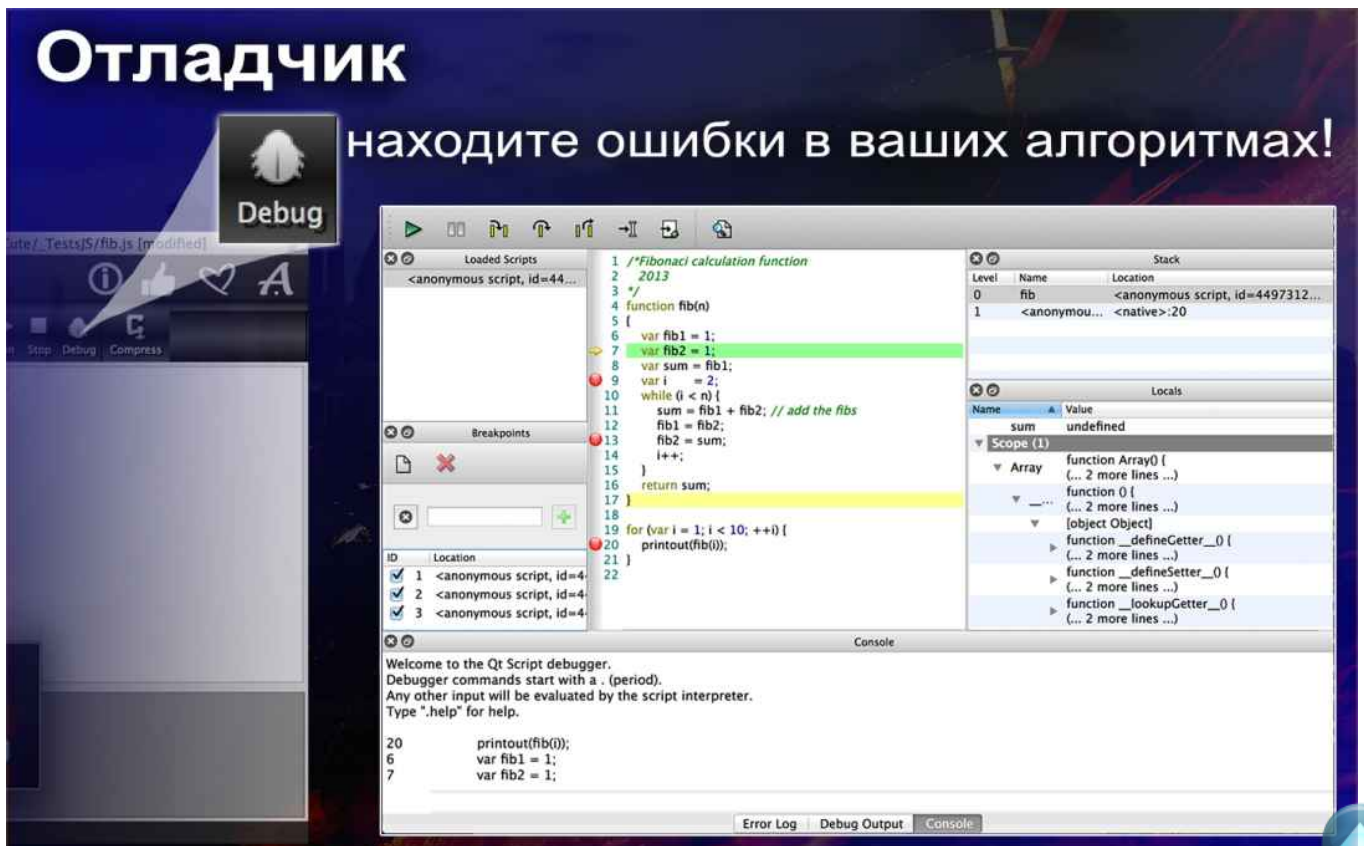 Отладчик
находите ошибки в ваших алгоритмах!
Debug
/_TestsJS/fib.js [modified]
Stop Debug Compress
Loaded Scripts
<anonymous script, id=44...
Breakpoints
ID Location
1 <anonymous script, id=4
2 <anonymous script, id=4
3 <anonymous script, id=4
1 /*Fibonaci calculation function
2 2013
3 */
4 function fib(n)
5 {
6 var fib1 = 1;
7 var fib2 = 1;
8 var sum = fib1;
9 var i = 2;
10 while (i < n) {
11 sum = fib1 + fib2; // add the fibs
12 fib1 = fib2;
13 fib2 = sum;
14 i++;
15 }
16 return sum;
17 }
18
19 for (var i = 1; i < 10; ++i) {
20 printout(fib(i));
21 }
22
Stack
Level Name Location
0 fib <anonymous script, id=4497312...
1 <anonymou... <native>:20
Locals
Name Value
sum undefined
Scope (1)
Array function Array() {
(... 2 more lines ...)
__... function () {
(... 2 more lines ...)
[object Object]
function __defineGetter__() {
(... 2 more lines ...)
function __defineSetter__() {
(... 2 more lines ...)
function __lookupGetter__() {
(... 2 more lines ...)
Console
Welcome to the Qt Script debugger.
Debugger commands start with a . (period).
Any other input will be evaluated by the script interpreter.
Type ".help" for help.
20 printout(fib(i));
6 var fib1 = 1;
7 var fib2 = 1;
Error Log Debug Output Console